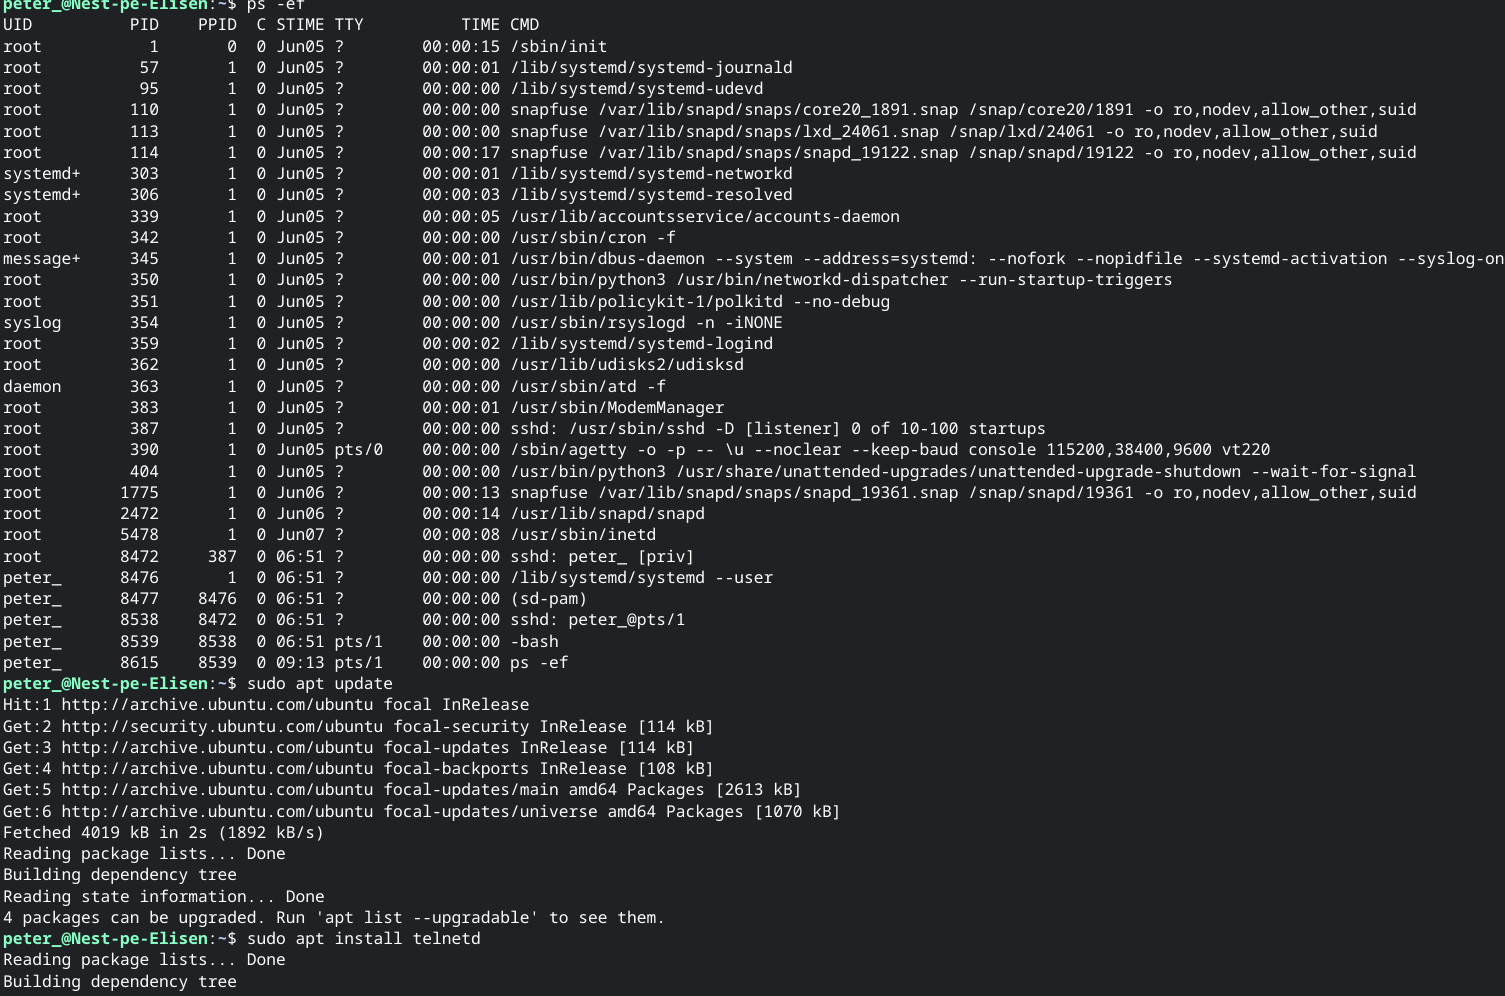 peter_@Nest-pe-Elisen:~$ ps -ef
UID          PID    PPID  C STIME TTY          TIME CMD
root           1       0  0 Jun05 ?        00:00:15 /sbin/init
root          57       1  0 Jun05 ?        00:00:01 /lib/systemd/systemd-journald
root          95       1  0 Jun05 ?        00:00:00 /lib/systemd/systemd-udevd
root         110       1  0 Jun05 ?        00:00:00 snapfuse /var/lib/snapd/snaps/core20_1891.snap /snap/core20/1891 -o ro,nodev,allow_other,suid
root         113       1  0 Jun05 ?        00:00:00 snapfuse /var/lib/snapd/snaps/lxd_24061.snap /snap/lxd/24061 -o ro,nodev,allow_other,suid
root         114       1  0 Jun05 ?        00:00:17 snapfuse /var/lib/snapd/snaps/snapd_19122.snap /snap/snapd/19122 -o ro,nodev,allow_other,suid
systemd+     303       1  0 Jun05 ?        00:00:01 /lib/systemd/systemd-networkd
systemd+     306       1  0 Jun05 ?        00:00:03 /lib/systemd/systemd-resolved
root         339       1  0 Jun05 ?        00:00:05 /usr/lib/accountsservice/accounts-daemon
root         342       1  0 Jun05 ?        00:00:00 /usr/sbin/cron -f
message+     345       1  0 Jun05 ?        00:00:01 /usr/bin/dbus-daemon --system --address=systemd: --nofork --nopidfile --systemd-activation --syslog-on
root         350       1  0 Jun05 ?        00:00:00 /usr/bin/python3 /usr/bin/networkd-dispatcher --run-startup-triggers
root         351       1  0 Jun05 ?        00:00:00 /usr/lib/policykit-1/polkitd --no-debug
syslog       354       1  0 Jun05 ?        00:00:00 /usr/sbin/rsyslogd -n -iNONE
root         359       1  0 Jun05 ?        00:00:02 /lib/systemd/systemd-logind
root         362       1  0 Jun05 ?        00:00:00 /usr/lib/udisks2/udisksd
daemon       363       1  0 Jun05 ?        00:00:00 /usr/sbin/atd -f
root         383       1  0 Jun05 ?        00:00:01 /usr/sbin/ModemManager
root         387       1  0 Jun05 ?        00:00:00 sshd: /usr/sbin/sshd -D [listener] 0 of 10-100 startups
root         390       1  0 Jun05 pts/0    00:00:00 /sbin/agetty -o -p -- \u --noclear --keep-baud console 115200,38400,9600 vt220
root         404       1  0 Jun05 ?        00:00:00 /usr/bin/python3 /usr/share/unattended-upgrades/unattended-upgrade-shutdown --wait-for-signal
root        1775       1  0 Jun06 ?        00:00:13 snapfuse /var/lib/snapd/snaps/snapd_19361.snap /snap/snapd/19361 -o ro,nodev,allow_other,suid
root        2472       1  0 Jun06 ?        00:00:14 /usr/lib/snapd/snapd
root        5478       1  0 Jun07 ?        00:00:08 /usr/sbin/inetd
root        8472     387  0 06:51 ?        00:00:00 sshd: peter_ [priv]
peter_      8476       1  0 06:51 ?        00:00:00 /lib/systemd/systemd --user
peter_      8477    8476  0 06:51 ?        00:00:00 (sd-pam)
peter_      8538    8472  0 06:51 ?        00:00:00 sshd: peter_@pts/1
peter_      8539    8538  0 06:51 pts/1    00:00:00 -bash
peter_      8615    8539  0 09:13 pts/1    00:00:00 ps -ef
peter_@Nest-pe-Elisen:~$ sudo apt update
Hit:1 http://archive.ubuntu.com/ubuntu focal InRelease
Get:2 http://security.ubuntu.com/ubuntu focal-security InRelease [114 kB]
Get:3 http://archive.ubuntu.com/ubuntu focal-updates InRelease [114 kB]
Get:4 http://archive.ubuntu.com/ubuntu focal-backports InRelease [108 kB]
Get:5 http://archive.ubuntu.com/ubuntu focal-updates/main amd64 Packages [2613 kB]
Get:6 http://archive.ubuntu.com/ubuntu focal-updates/universe amd64 Packages [1070 kB]
Fetched 4019 kB in 2s (1892 kB/s)
Reading package lists... Done
Building dependency tree
Reading state information... Done
4 packages can be upgraded. Run 'apt list --upgradable' to see them.
peter_@Nest-pe-Elisen:~$ sudo apt install telnetd
Reading package lists... Done
Building dependency tree